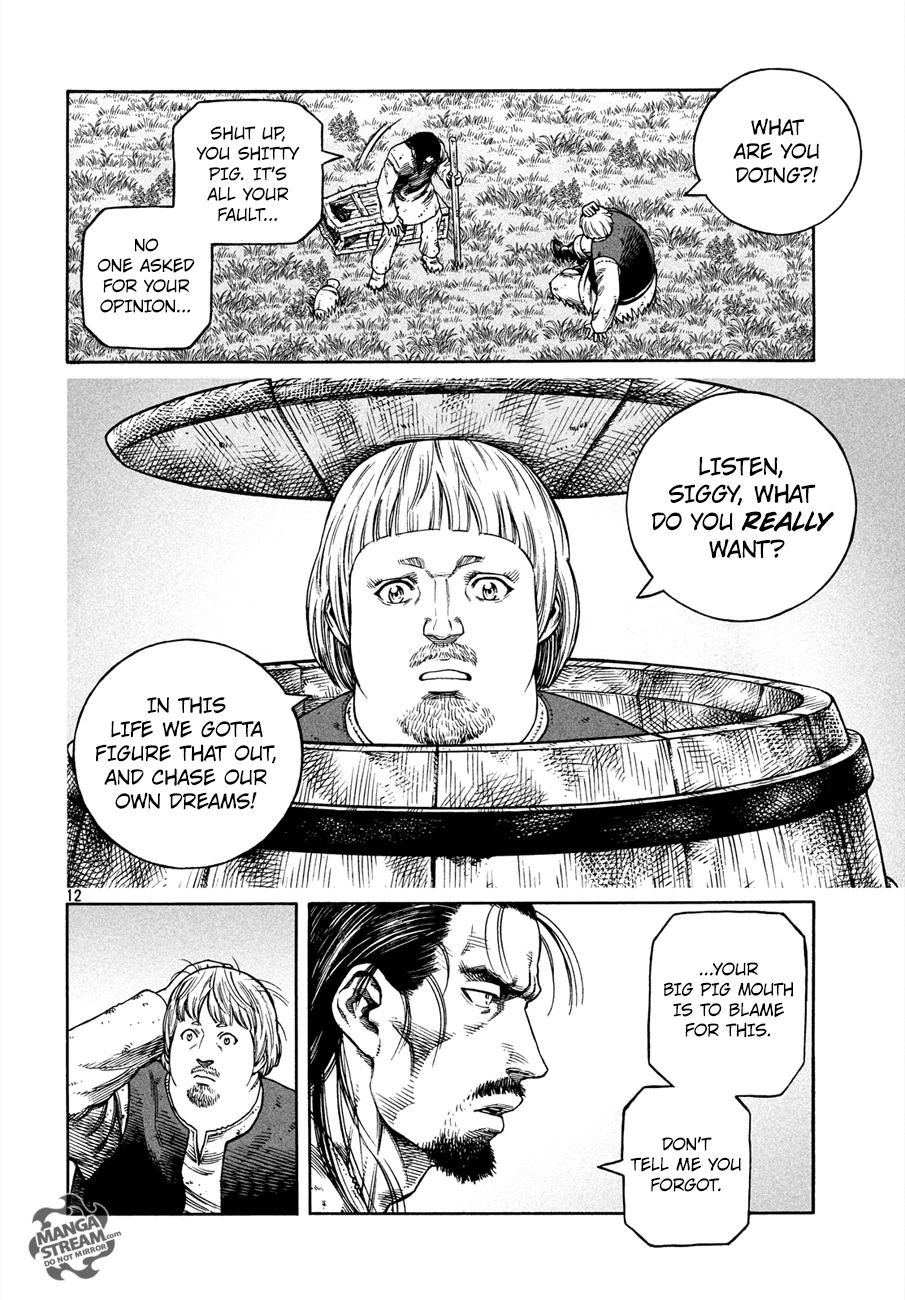 WHAT
ARE YOU
DOING?!
SHUT UP,
YOU SHITTY
PIG. IT'S
ALL YOUR
FAULT...
NO
ONE ASKED
FOR YOUR
OPINION...
LISTEN,
SIGGY, WHAT
DO YOU REALLY
WANT?
IN THIS
LIFE WE GOTTA
FIGURE THAT OUT,
AND CHASE OUR
OWN DREAMS!
12
...YOUR
BIG PIG MOUTH
IS TO BLAME
FOR THIS.
DON'T
TELL ME YOU
FORGOT.
MANGA
STREAM.com
DO NOT MIRROR